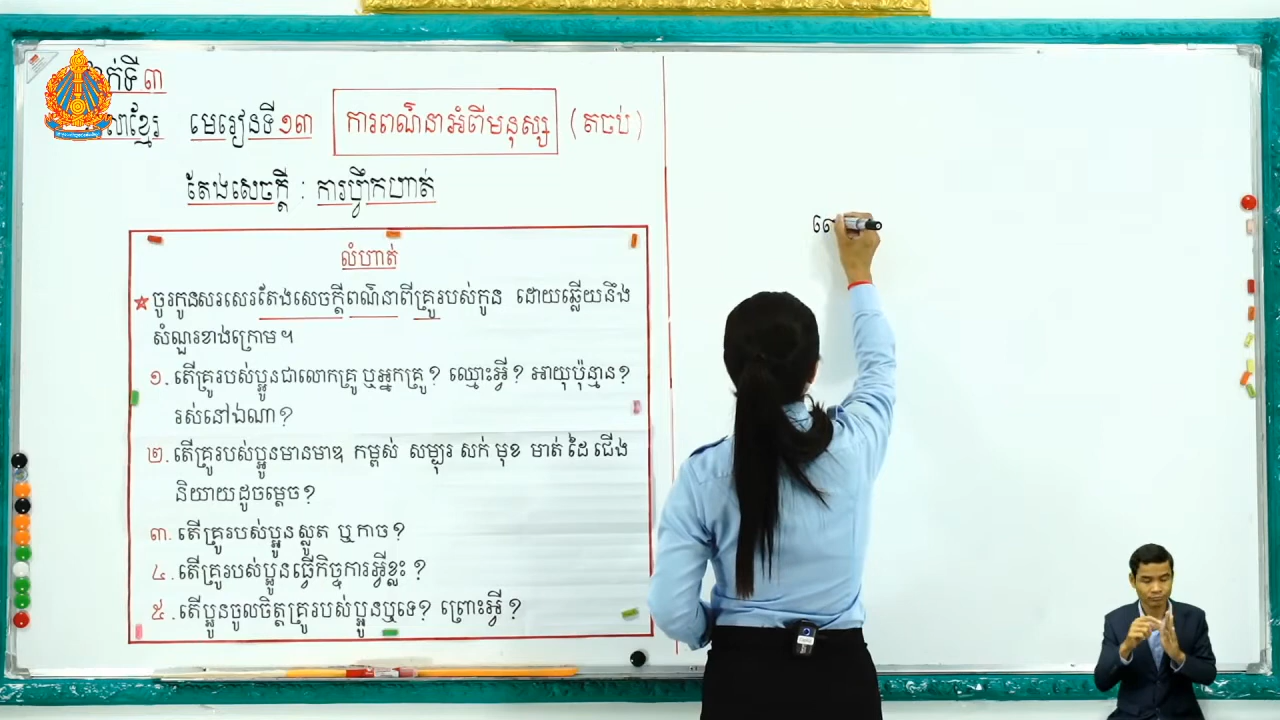 ទី៣
ខ្មែរ មេរៀនទី១៣ ការពណ៌នាអំពីមនុស្ស (តចប់)
តែងសេចក្ដី : ការហ្វឹកហាត់
លំហាត់
ចូរកូនសរសេរតែងសេចក្ដីពណ៌នាពីគ្រូរបស់កូន ដោយឆ្លើយនឹង
សំណួរខាងក្រោម ។
១. តើគ្រូរបស់ប្អូនជាលោកគ្រូ ឬអ្នកគ្រូ? ឈ្មោះអ្វី? អាយុប៉ុន្មាន?
រស់នៅឯណា?
២. តើគ្រូរបស់ប្អូនមានមាឌ កម្ពស់ សម្បុរ សក់ មុខ មាត់ ដៃ ជើង
និយាយដូចម្ដេច?
៣. តើគ្រូរបស់ប្អូន ស្លូត ឬ កាច?
៤. តើគ្រូរបស់ប្អូនធ្វើកិច្ចការអ្វីខ្លះ?
៥. តើប្អូនចូលចិត្តគ្រូរបស់ប្អូនឬទេ? ព្រោះអ្វី?